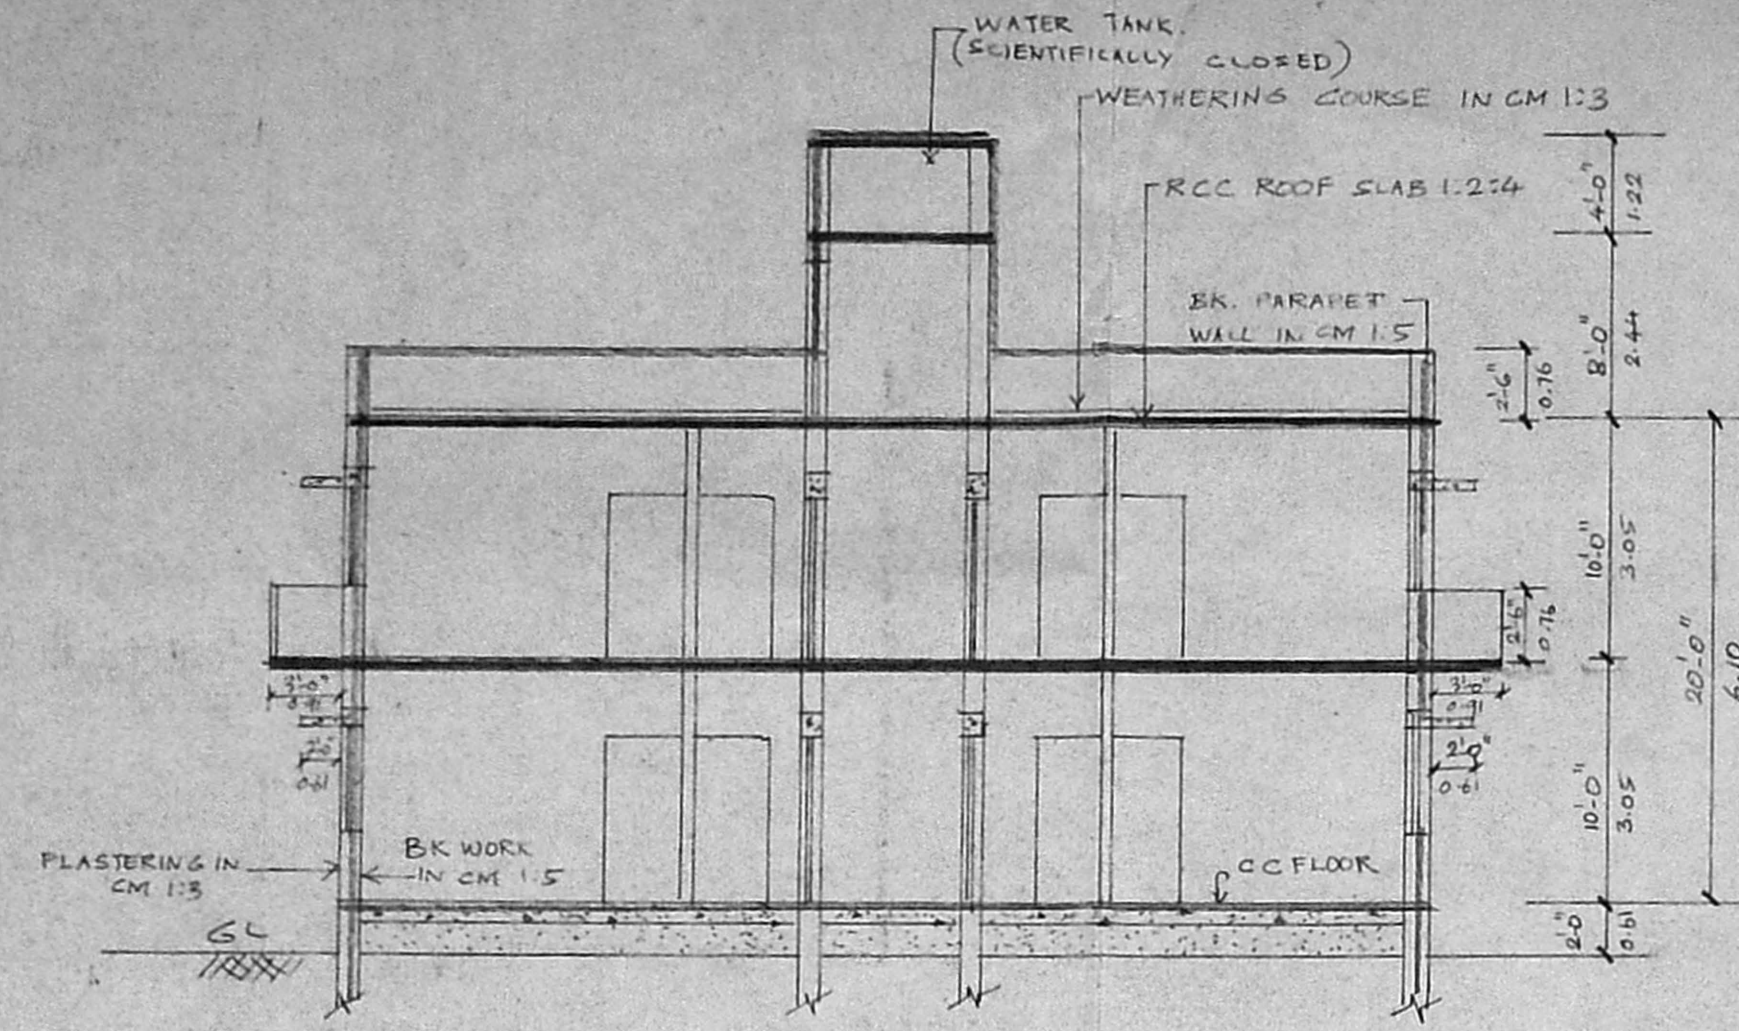 WATER TANK.
(SCIENTIFICALLY CLOSED)
WEATHERING COURSE IN CM 1:3
RCC ROOF SLAB 1:2:4
BK. PARAPET
WALL IN CM 1:5
4'-0"
1.22
8'-0"
2.44
2'-6"
0.76
10'-0"
3.05
2'-6"
0.76
20'-0"
6.10
3'-0"
0.91
3'-0"
0.91
2'-0"
0.61
2'-0"
0.61
10'-0"
3.05
PLASTERING IN
CM 1:3
BK WORK
IN CM 1:5
CC FLOOR
GL
2'-0"
0.61